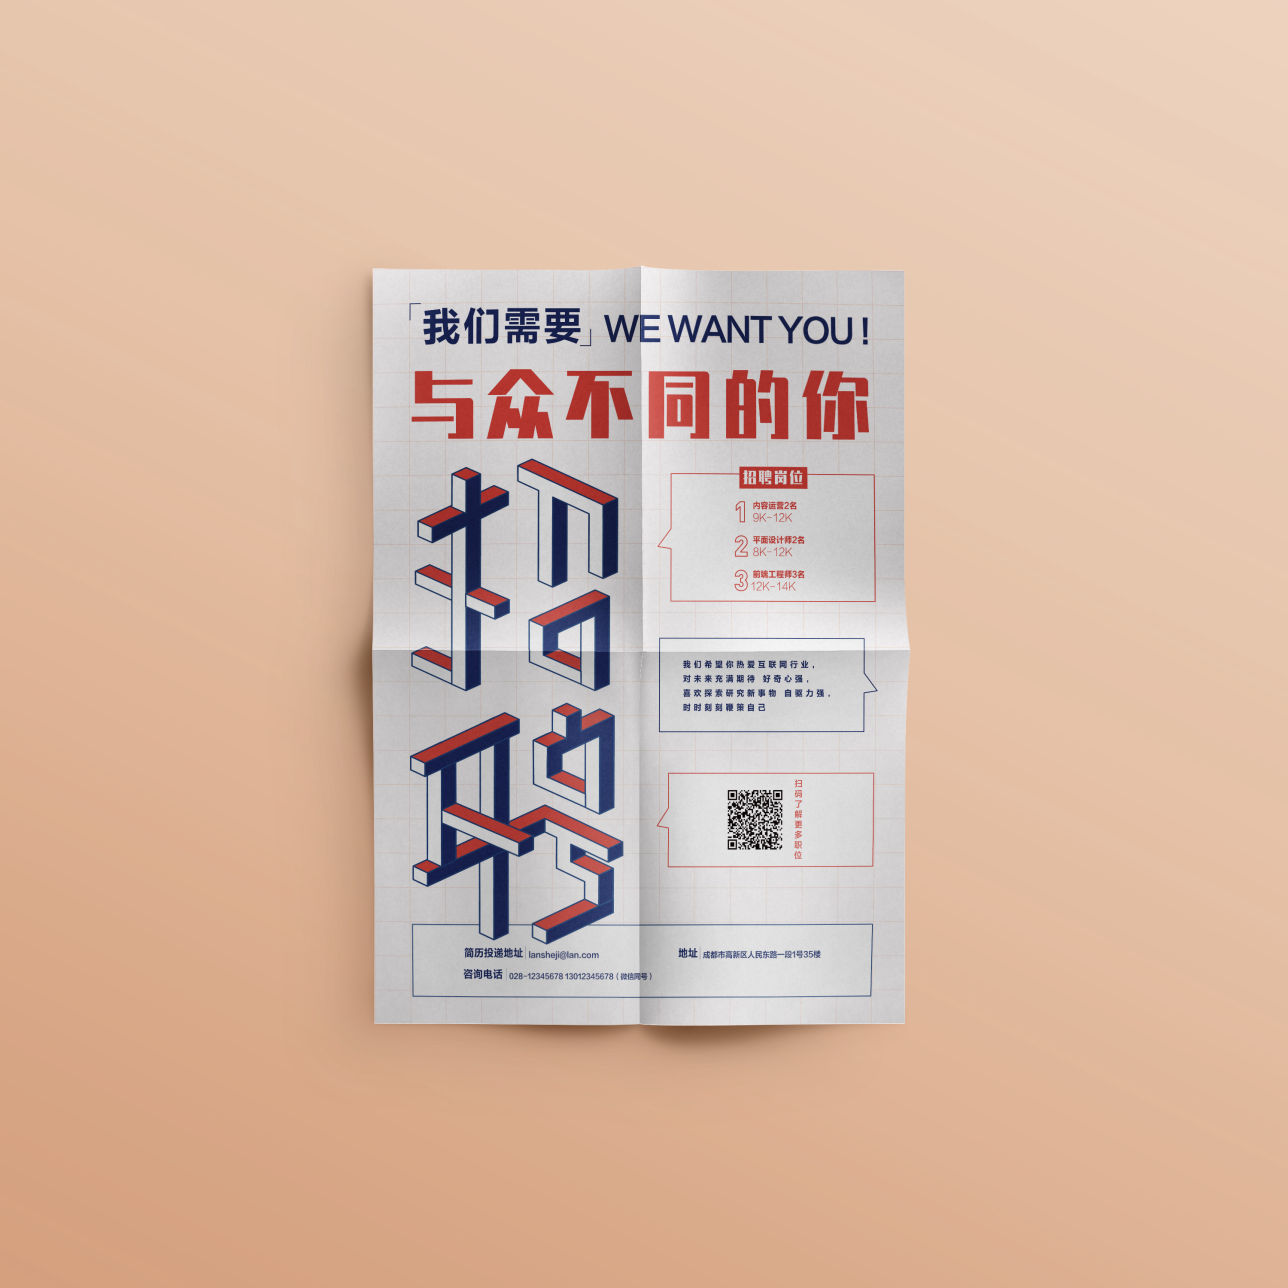 「我们需要」WE WANT YOU!
与众不同的你
招聘
招聘岗位
1 内容运营2名
9K-12K
2 平面设计师2名
8K-12K
3 前端工程师3名
12K-14K
我们希望你热爱互联网行业，
对未来充满期待 好奇心强，
喜欢探索研究新事物 自驱力强，
时时刻刻鞭策自己
扫码了解更多职位
简历投递地址 lansheji@lan.com
咨询电话 028-12345678 13012345678（微信同号）
地址 成都市高新区人民东路一段1号35楼